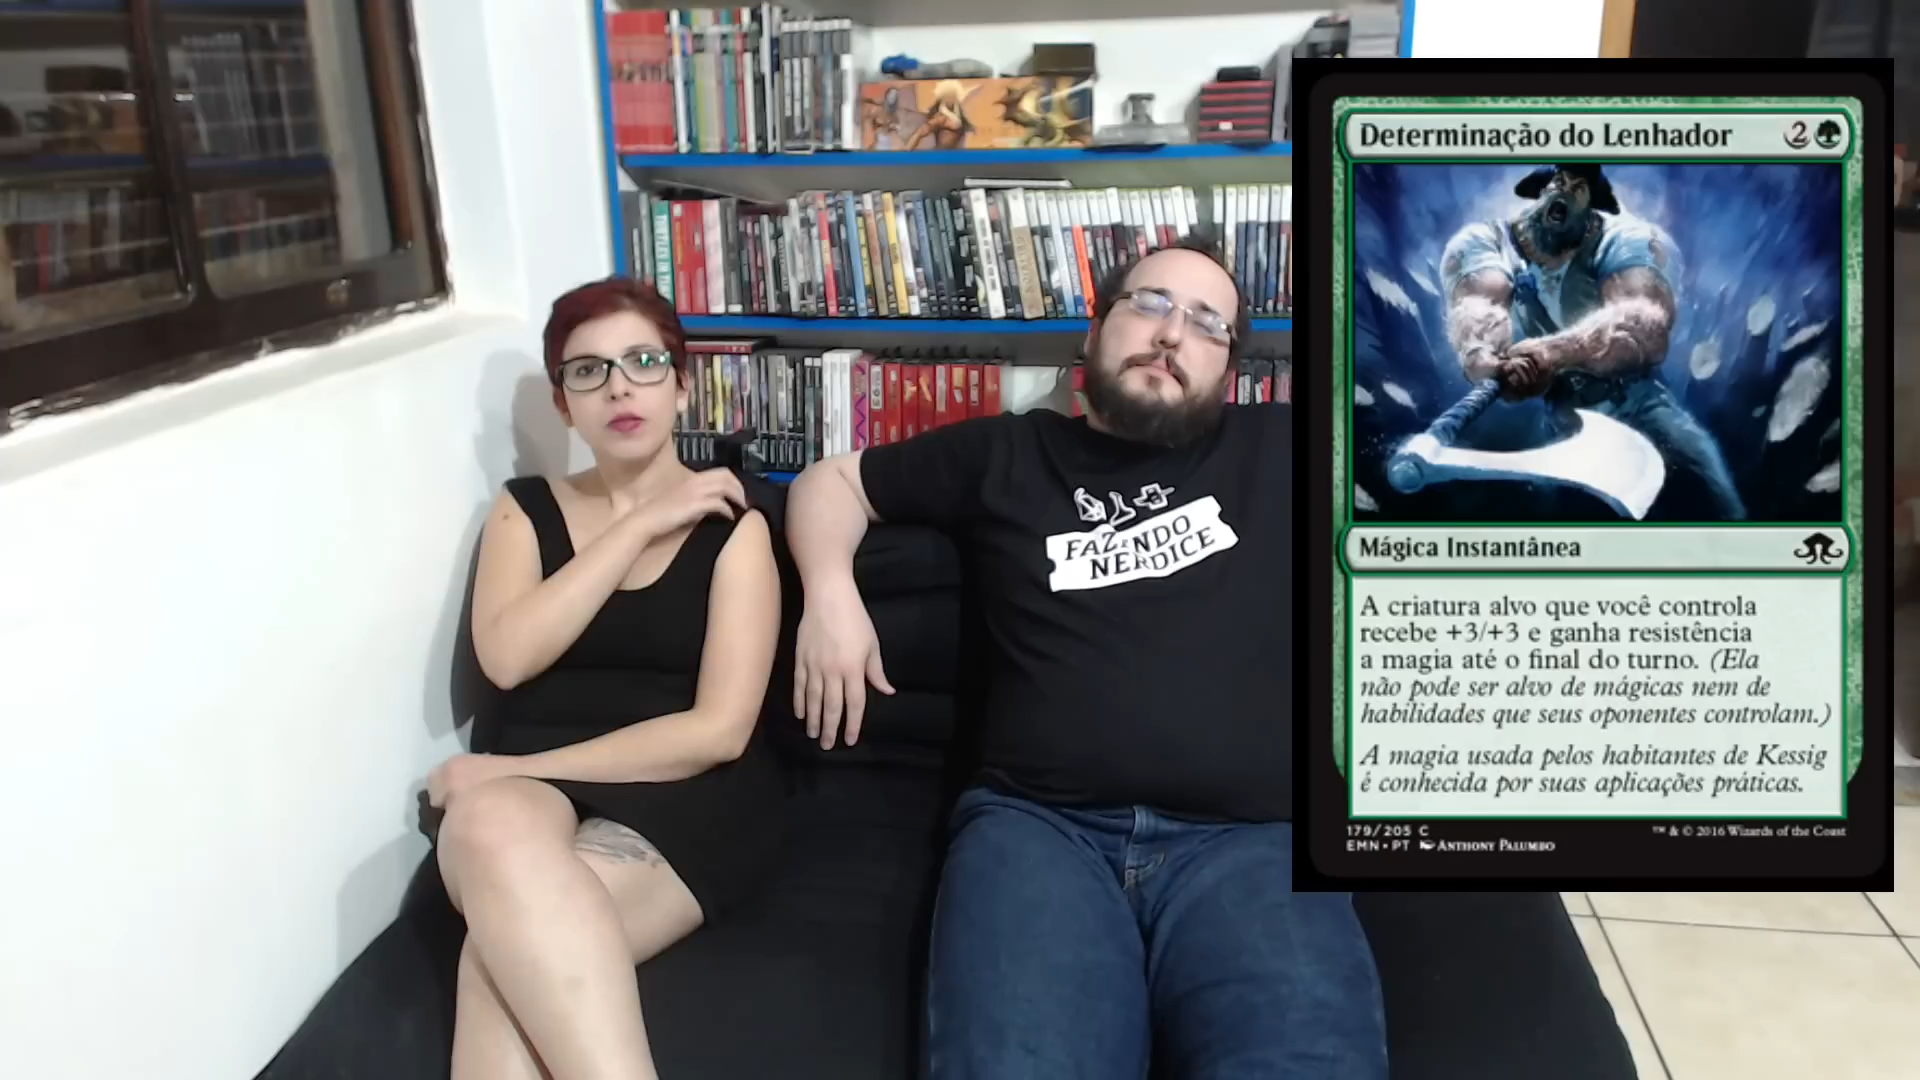 FAZENDO
NERDICE
Determinação do Lenhador 2
Mágica Instantânea
A criatura alvo que você controla
recebe +3/+3 e ganha resistência
a magia até o final do turno. (Ela
não pode ser alvo de mágicas nem de
habilidades que seus oponentes controlam.)
A magia usada pelos habitantes de Kessig
é conhecida por suas aplicações práticas.
179/205 C
™ & © 2016 Wizards of the Coast
EMN • PT ANTHONY PALUMBO